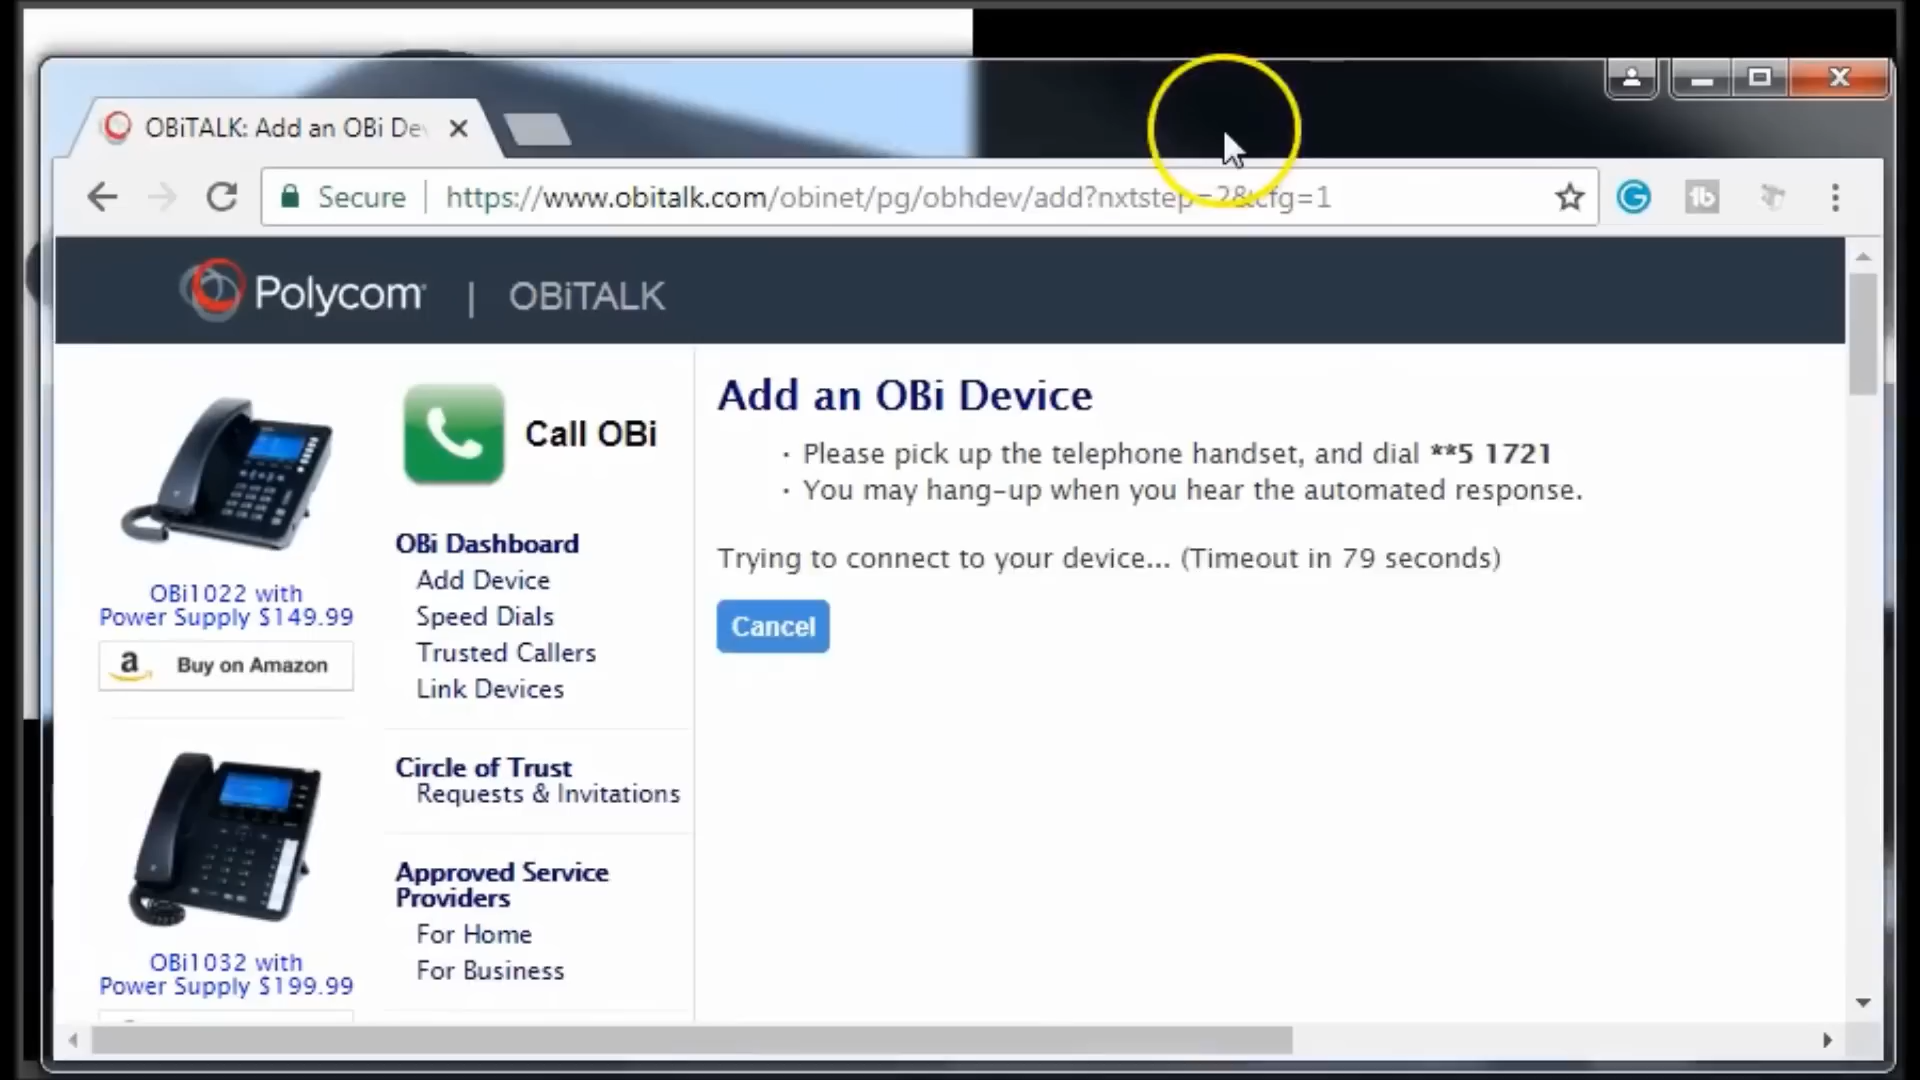 OBiTALK: Add an OBi De
Secure
https://www.obitalk.com/obinet/pg/obhdev/add?nxtstep=2&cfg=1
Polycom | OBiTALK
OBi1022 with
Power Supply $149.99
a Buy on Amazon
OBi1032 with
Power Supply $199.99
Call OBi
OBi Dashboard
Add Device
Speed Dials
Trusted Callers
Link Devices
Circle of Trust
Requests & Invitations
Approved Service
Providers
For Home
For Business
Add an OBi Device
· Please pick up the telephone handset, and dial **5 1721
· You may hang-up when you hear the automated response.
Trying to connect to your device... (Timeout in 79 seconds)
Cancel